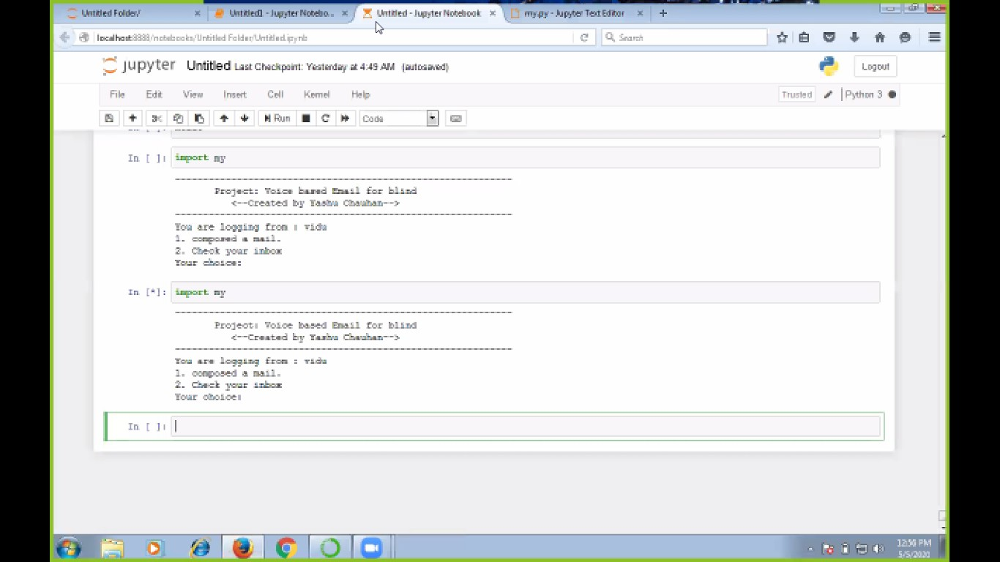 Untitled Folder/
Untitled1 - Jupyter Notebo...
Untitled - Jupyter Notebook
my.py - Jupyter Text Editor
localhost:8888/notebooks/Untitled Folder/Untitled.ipynb
Search
jupyter Untitled Last Checkpoint: Yesterday at 4:49 AM (autosaved)
Logout
File Edit View Insert Cell Kernel Help
Trusted
Python 3
Run
Code
In [ ]: import my
----------------------------------------------------------------
Project: Voice based Email for blind
<--Created by Yashu Chauhan-->
----------------------------------------------------------------
You are logging from : vidu
1. composed a mail.
2. Check your inbox
Your choice:
In [*]: import my
----------------------------------------------------------------
Project: Voice based Email for blind
<--Created by Yashu Chauhan-->
----------------------------------------------------------------
You are logging from : vidu
1. composed a mail.
2. Check your inbox
Your choice:
In [ ]:
12:56 PM
5/5/2020